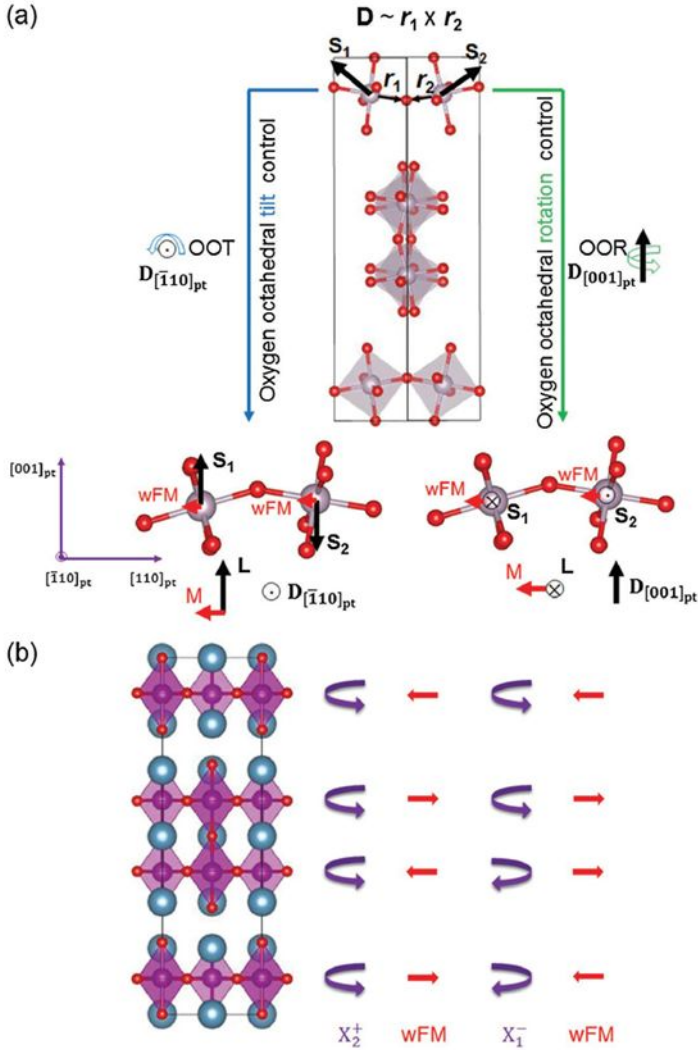 (a)
D ~ r₁ x r₂
S₁
S₂
r₁
r₂
Oxygen octahedral tilt control
Oxygen octahedral rotation control
OOT
D[1̄10]pt
OOR
D[001]pt
[001]pt
[1̄10]pt
[110]pt
S₁
wFM
wFM
S₂
L
M
D[1̄10]pt
wFM
wFM
S₁
S₂
M
L
D[001]pt
(b)
X₂⁺ wFM X₁⁻ wFM